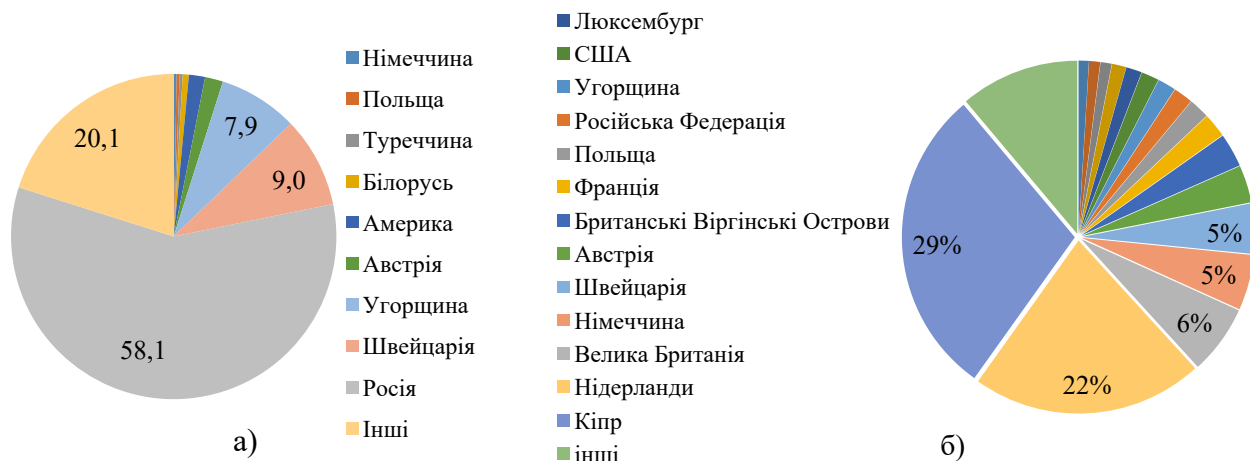 20,1
7,9
9,0
58,1
Німеччина
Польща
Туреччина
Білорусь
Америка
Австрія
Угорщина
Швейцарія
Росія
Інші
а)
Люксембург
США
Угорщина
Російська Федерація
Польща
Франція
Британські Віргінські Острови
Австрія
Швейцарія
Німеччина
Велика Британія
Нідерланди
Кіпр
інші
29%
5%
5%
6%
22%
б)